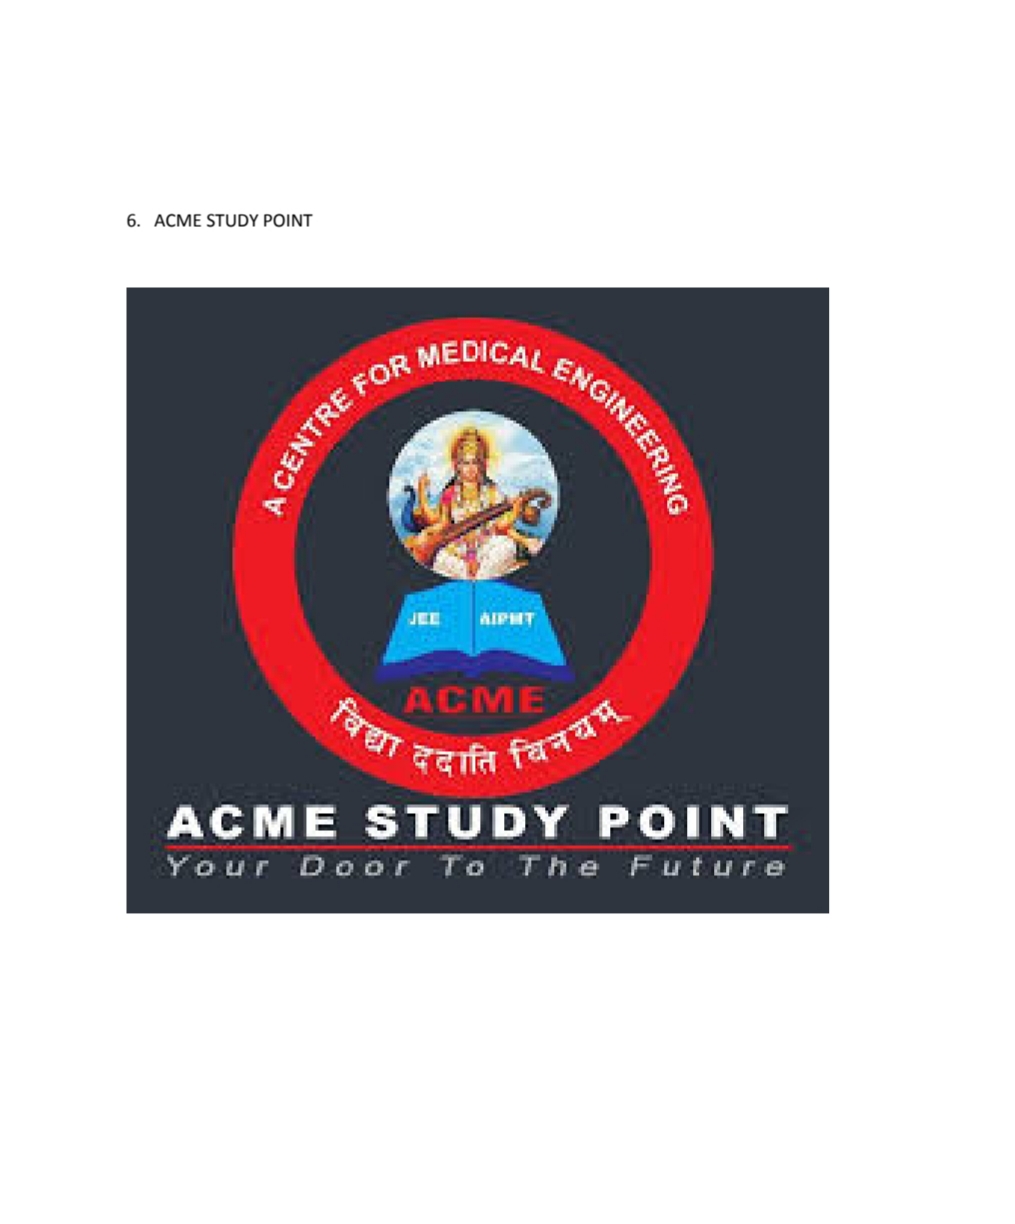 6. ACME STUDY POINT
A CENTRE FOR MEDICAL ENGINEERING
JEE AIPMT
ACME
विद्या ददाति विनयम्
ACME STUDY POINT
Your Door To The Future